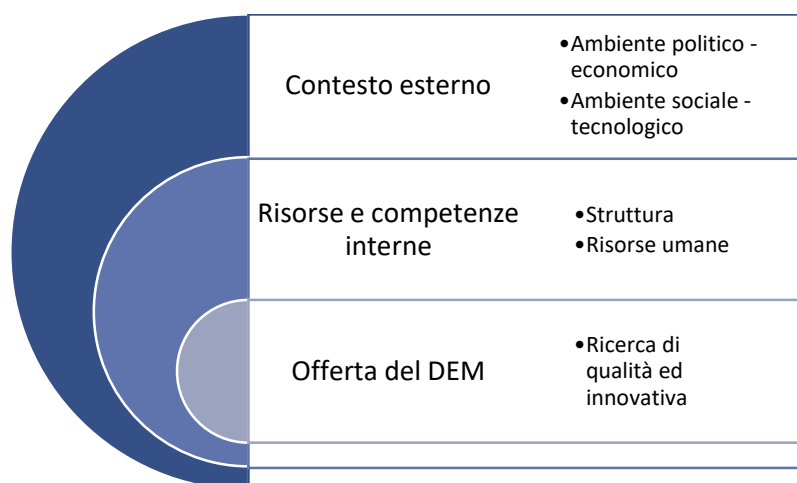 Contesto esterno
•Ambiente politico -
economico
•Ambiente sociale -
tecnologico
Risorse e competenze
interne
•Struttura
•Risorse umane
Offerta del DEM
•Ricerca di
qualità ed
innovativa